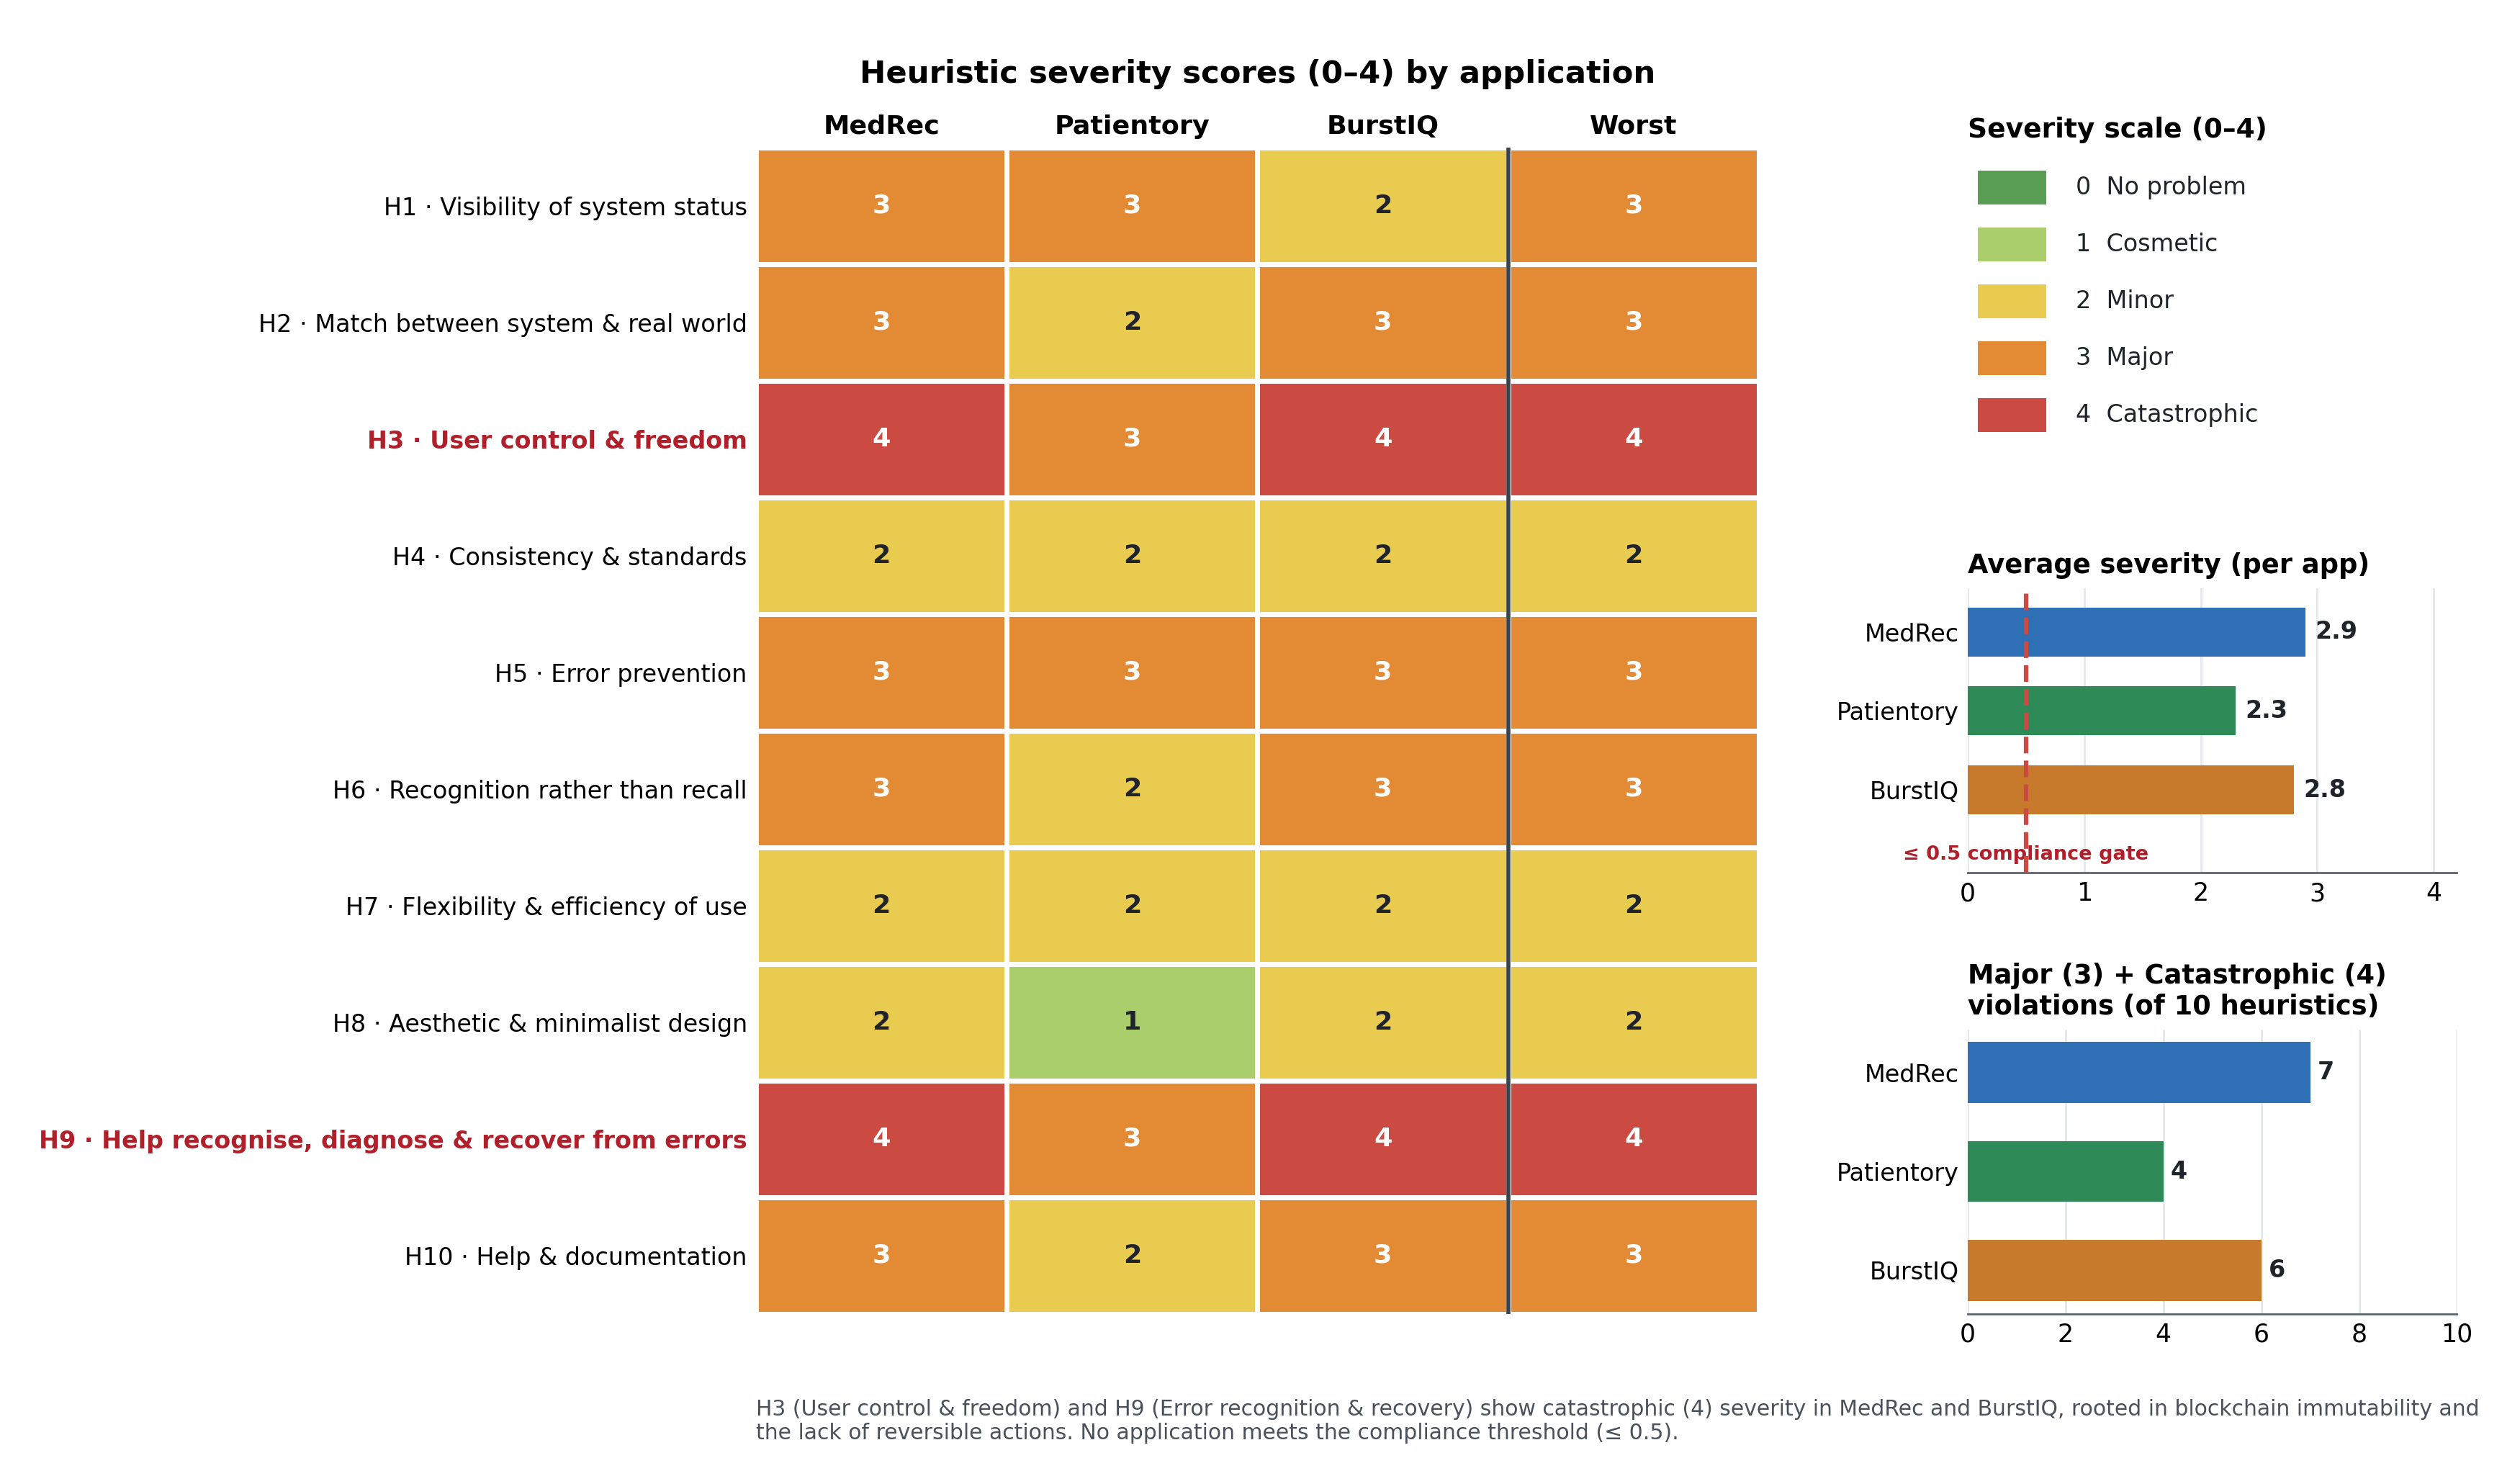 Heuristic severity scores (0–4) by application
MedRec Patientory BurstIQ Worst
H1 · Visibility of system status 3 3 2 3
H2 · Match between system & real world 3 2 3 3
H3 · User control & freedom 4 3 4 4
H4 · Consistency & standards 2 2 2 2
H5 · Error prevention 3 3 3 3
H6 · Recognition rather than recall 3 2 3 3
H7 · Flexibility & efficiency of use 2 2 2 2
H8 · Aesthetic & minimalist design 2 1 2 2
H9 · Help recognise, diagnose & recover from errors 4 3 4 4
H10 · Help & documentation 3 2 3 3
Severity scale (0–4)
0 No problem
1 Cosmetic
2 Minor
3 Major
4 Catastrophic
Average severity (per app)
MedRec 2.9
Patientory 2.3
BurstIQ 2.8
≤ 0.5 compliance gate
0 1 2 3 4
Major (3) + Catastrophic (4)
violations (of 10 heuristics)
MedRec 7
Patientory 4
BurstIQ 6
0 2 4 6 8 10
H3 (User control & freedom) and H9 (Error recognition & recovery) show catastrophic (4) severity in MedRec and BurstIQ, rooted in blockchain immutability and
the lack of reversible actions. No application meets the compliance threshold (≤ 0.5).